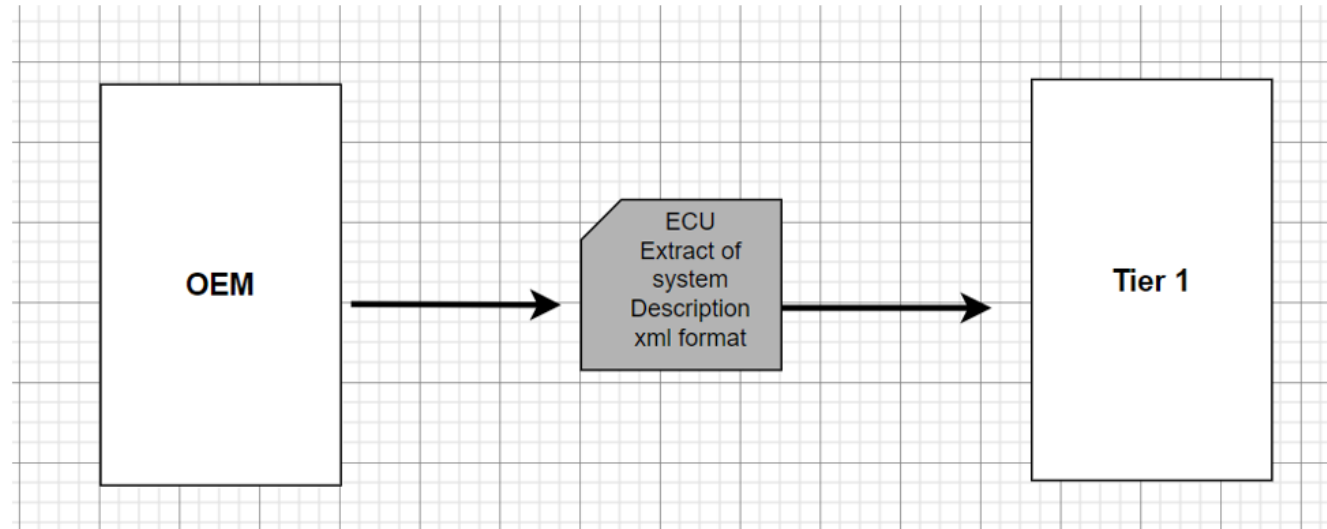 OEM
ECU
Extract of
system
Description
xml format
Tier 1